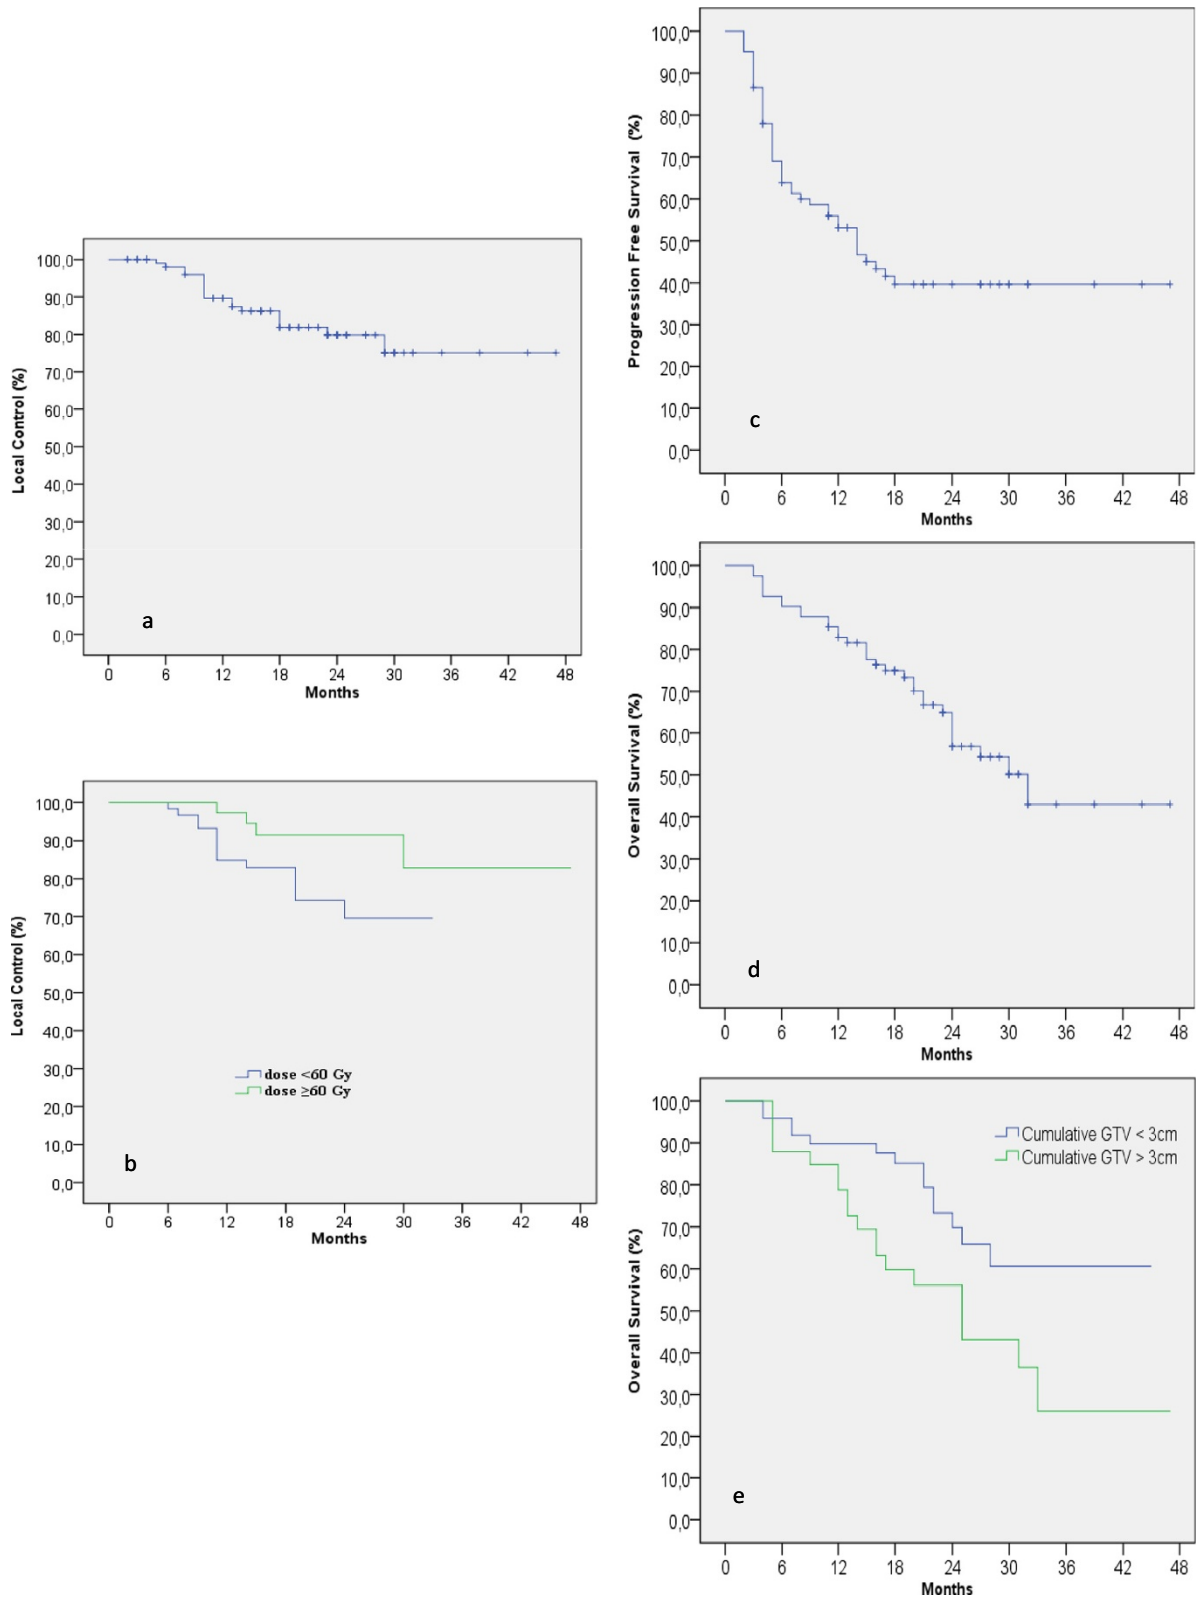 Local Control (%)
100,0
90,0
80,0
70,0
60,0
50,0
40,0
30,0
20,0
10,0
0,0
a
0 6 12 18 24 30 36 42 48
Months
Local Control (%)
100,0
90,0
80,0
70,0
60,0
50,0
40,0
30,0
20,0
10,0
0,0
dose <60 Gy
dose ≥60 Gy
b
0 6 12 18 24 30 36 42 48
Months
Progression Free Survival (%)
100,0
90,0
80,0
70,0
60,0
50,0
40,0
30,0
20,0
10,0
0,0
c
0 6 12 18 24 30 36 42 48
Months
Overall Survival (%)
100,0
90,0
80,0
70,0
60,0
50,0
40,0
30,0
20,0
10,0
0,0
d
0 6 12 18 24 30 36 42 48
Months
Overall Survival (%)
100,0
90,0
80,0
70,0
60,0
50,0
40,0
30,0
20,0
10,0
0,0
Cumulative GTV < 3cm
Cumulative GTV > 3cm
e
0 6 12 18 24 30 36 42 48
Months